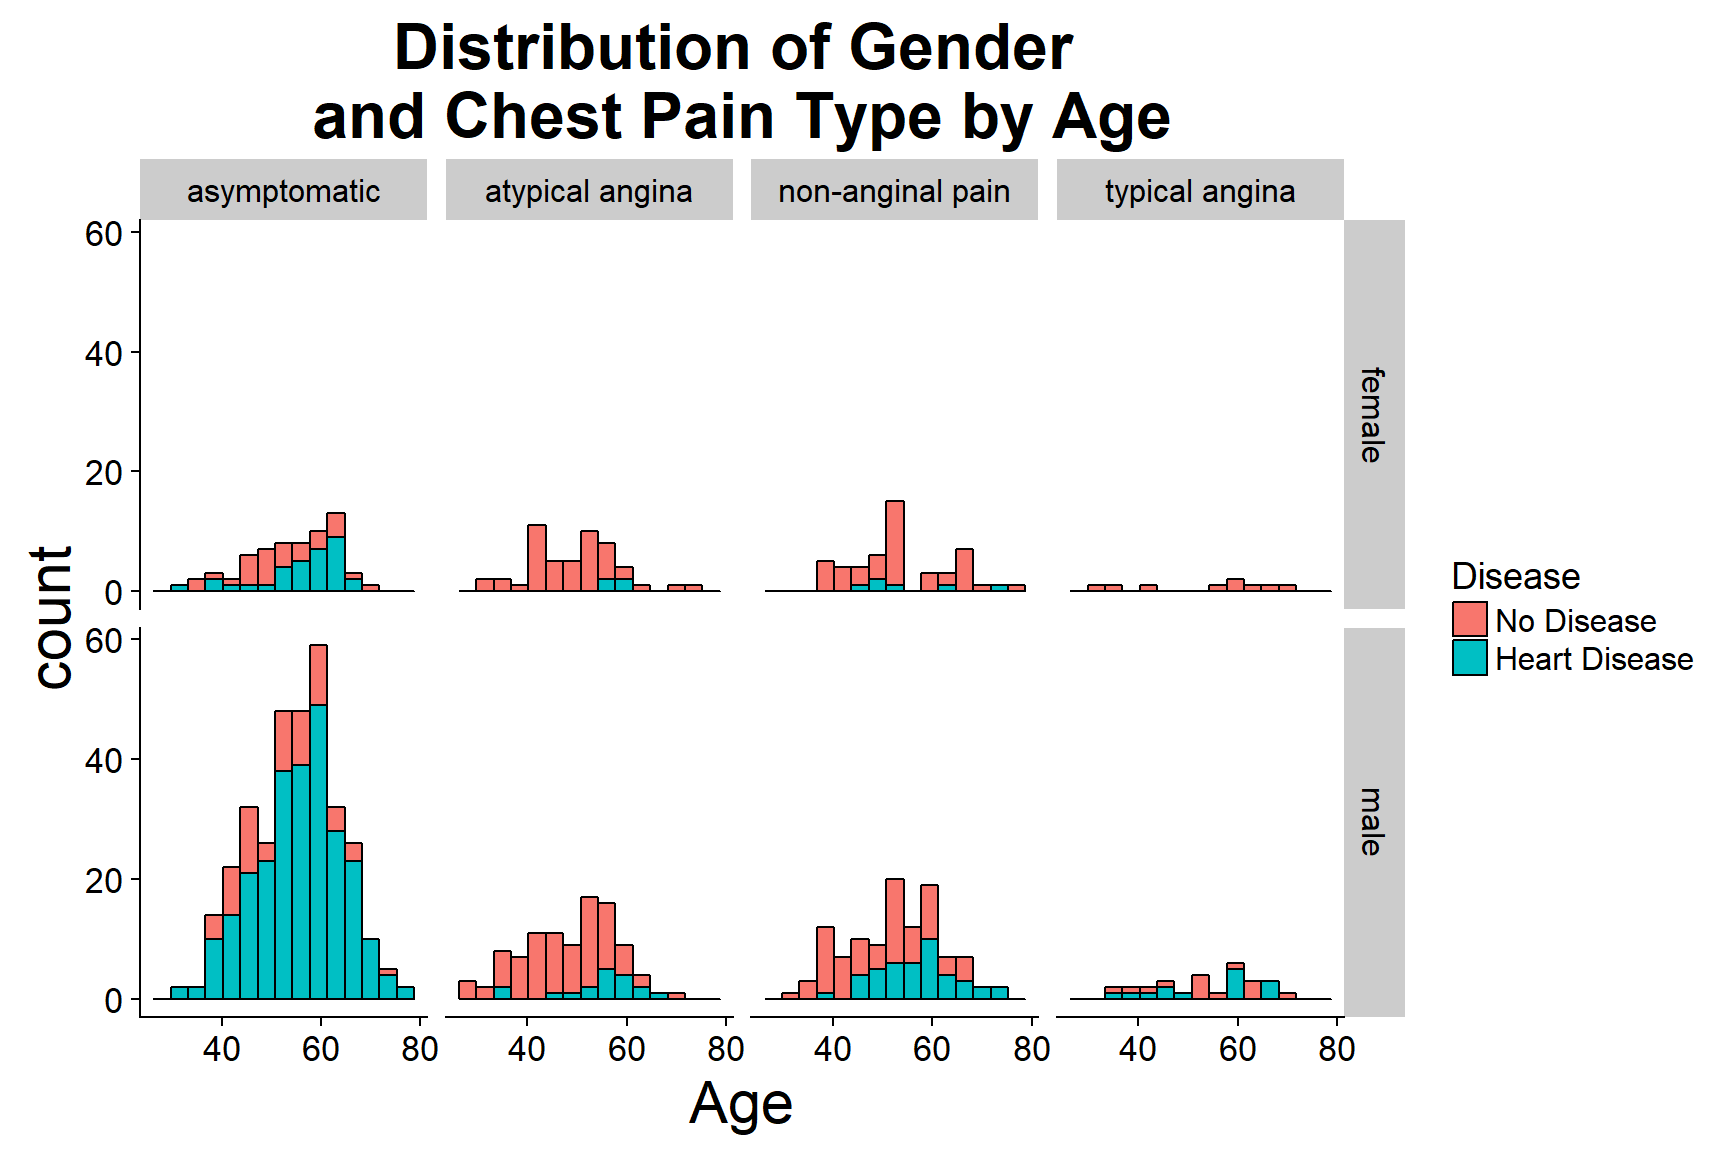 Distribution of Gender
and Chest Pain Type by Age
asymptomatic
atypical angina
non-anginal pain
typical angina
60
40
20
0
female
count
60
40
20
0
male
40 60 80
40 60 80
40 60 80
40 60 80
Age
Disease
No Disease
Heart Disease